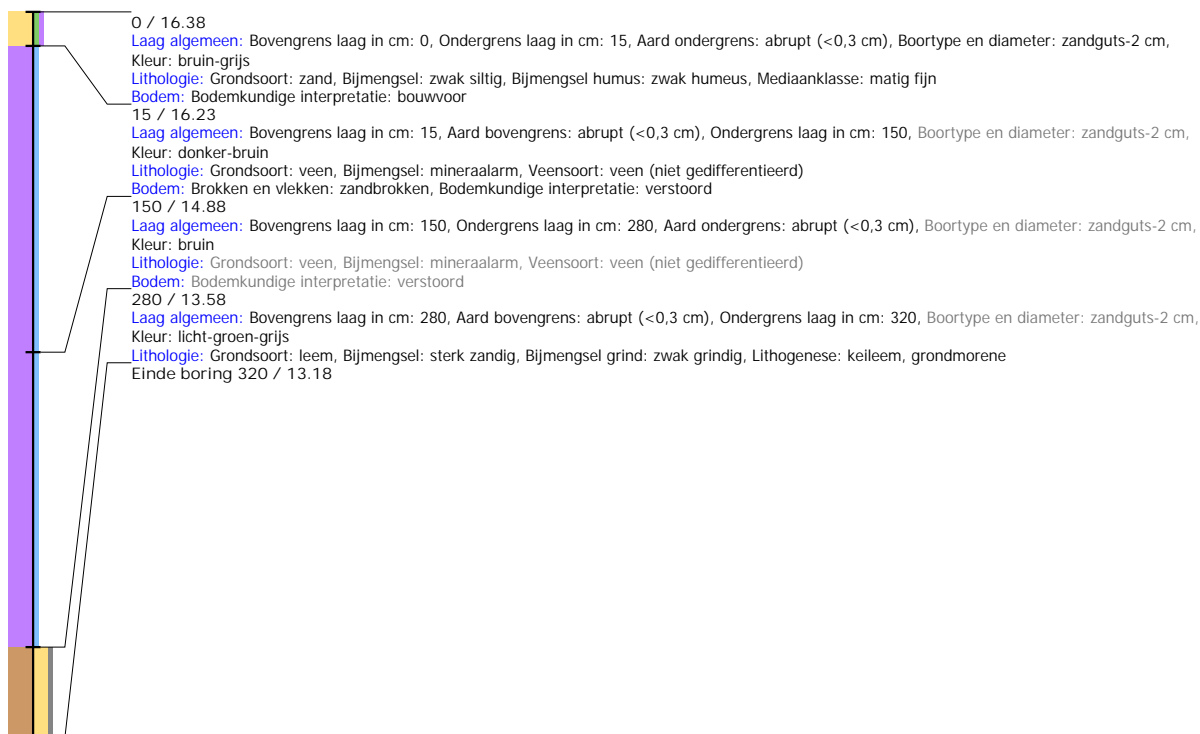 0 / 16.38
Laag algemeen: Bovengrens laag in cm: 0, Ondergrens laag in cm: 15, Aard ondergrens: abrupt (<0,3 cm), Boortype en diameter: zandguts-2 cm,
Kleur: bruin-grijs
Lithologie: Grondsoort: zand, Bijmengsel: zwak siltig, Bijmengsel humus: zwak humeus, Mediaanklasse: matig fijn
Bodem: Bodemkundige interpretatie: bouwvoor
15 / 16.23
Laag algemeen: Bovengrens laag in cm: 15, Aard bovengrens: abrupt (<0,3 cm), Ondergrens laag in cm: 150, Boortype en diameter: zandguts-2 cm,
Kleur: donker-bruin
Lithologie: Grondsoort: veen, Bijmengsel: mineraalarm, Veensoort: veen (niet gedifferentieerd)
Bodem: Brokken en vlekken: zandbrokken, Bodemkundige interpretatie: verstoord
150 / 14.88
Laag algemeen: Bovengrens laag in cm: 150, Ondergrens laag in cm: 280, Aard ondergrens: abrupt (<0,3 cm), Boortype en diameter: zandguts-2 cm,
Kleur: bruin
Lithologie: Grondsoort: veen, Bijmengsel: mineraalarm, Veensoort: veen (niet gedifferentieerd)
Bodem: Bodemkundige interpretatie: verstoord
280 / 13.58
Laag algemeen: Bovengrens laag in cm: 280, Aard bovengrens: abrupt (<0,3 cm), Ondergrens laag in cm: 320, Boortype en diameter: zandguts-2 cm,
Kleur: licht-groen-grijs
Lithologie: Grondsoort: leem, Bijmengsel: sterk zandig, Bijmengsel grind: zwak grindig, Lithogenese: keileem, grondmorene
Einde boring 320 / 13.18